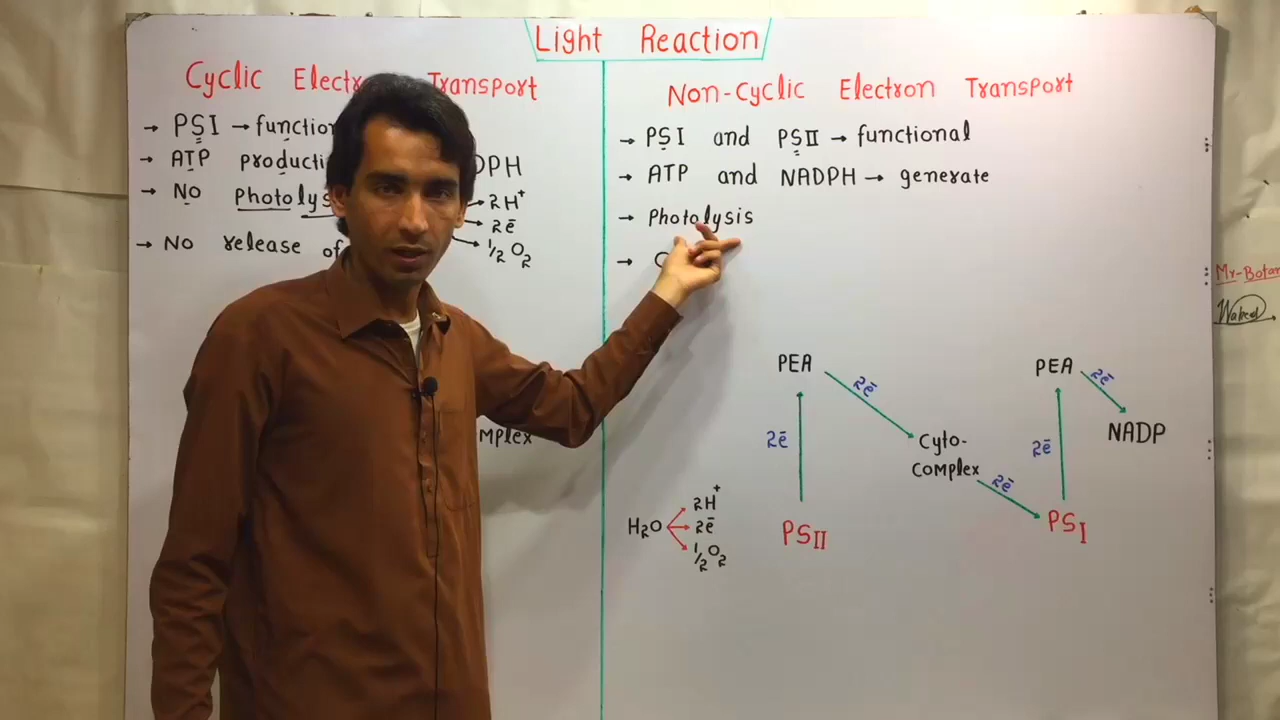 Light Reaction
Cyclic Transport
→ PSI →
→ ATP
→ No
→ No release of
2H+
2ē
1/2 O2
Non-Cyclic Electron Transport
→ PSI and PSII → functional
→ ATP and NADPH → generate
→ Photolysis
→
PEA
2ē
2ē
PSII
H2O
2H+
2ē
1/2 O2
Cyto-
complex
2ē
PEA
2ē
2ē
NADP
PSI